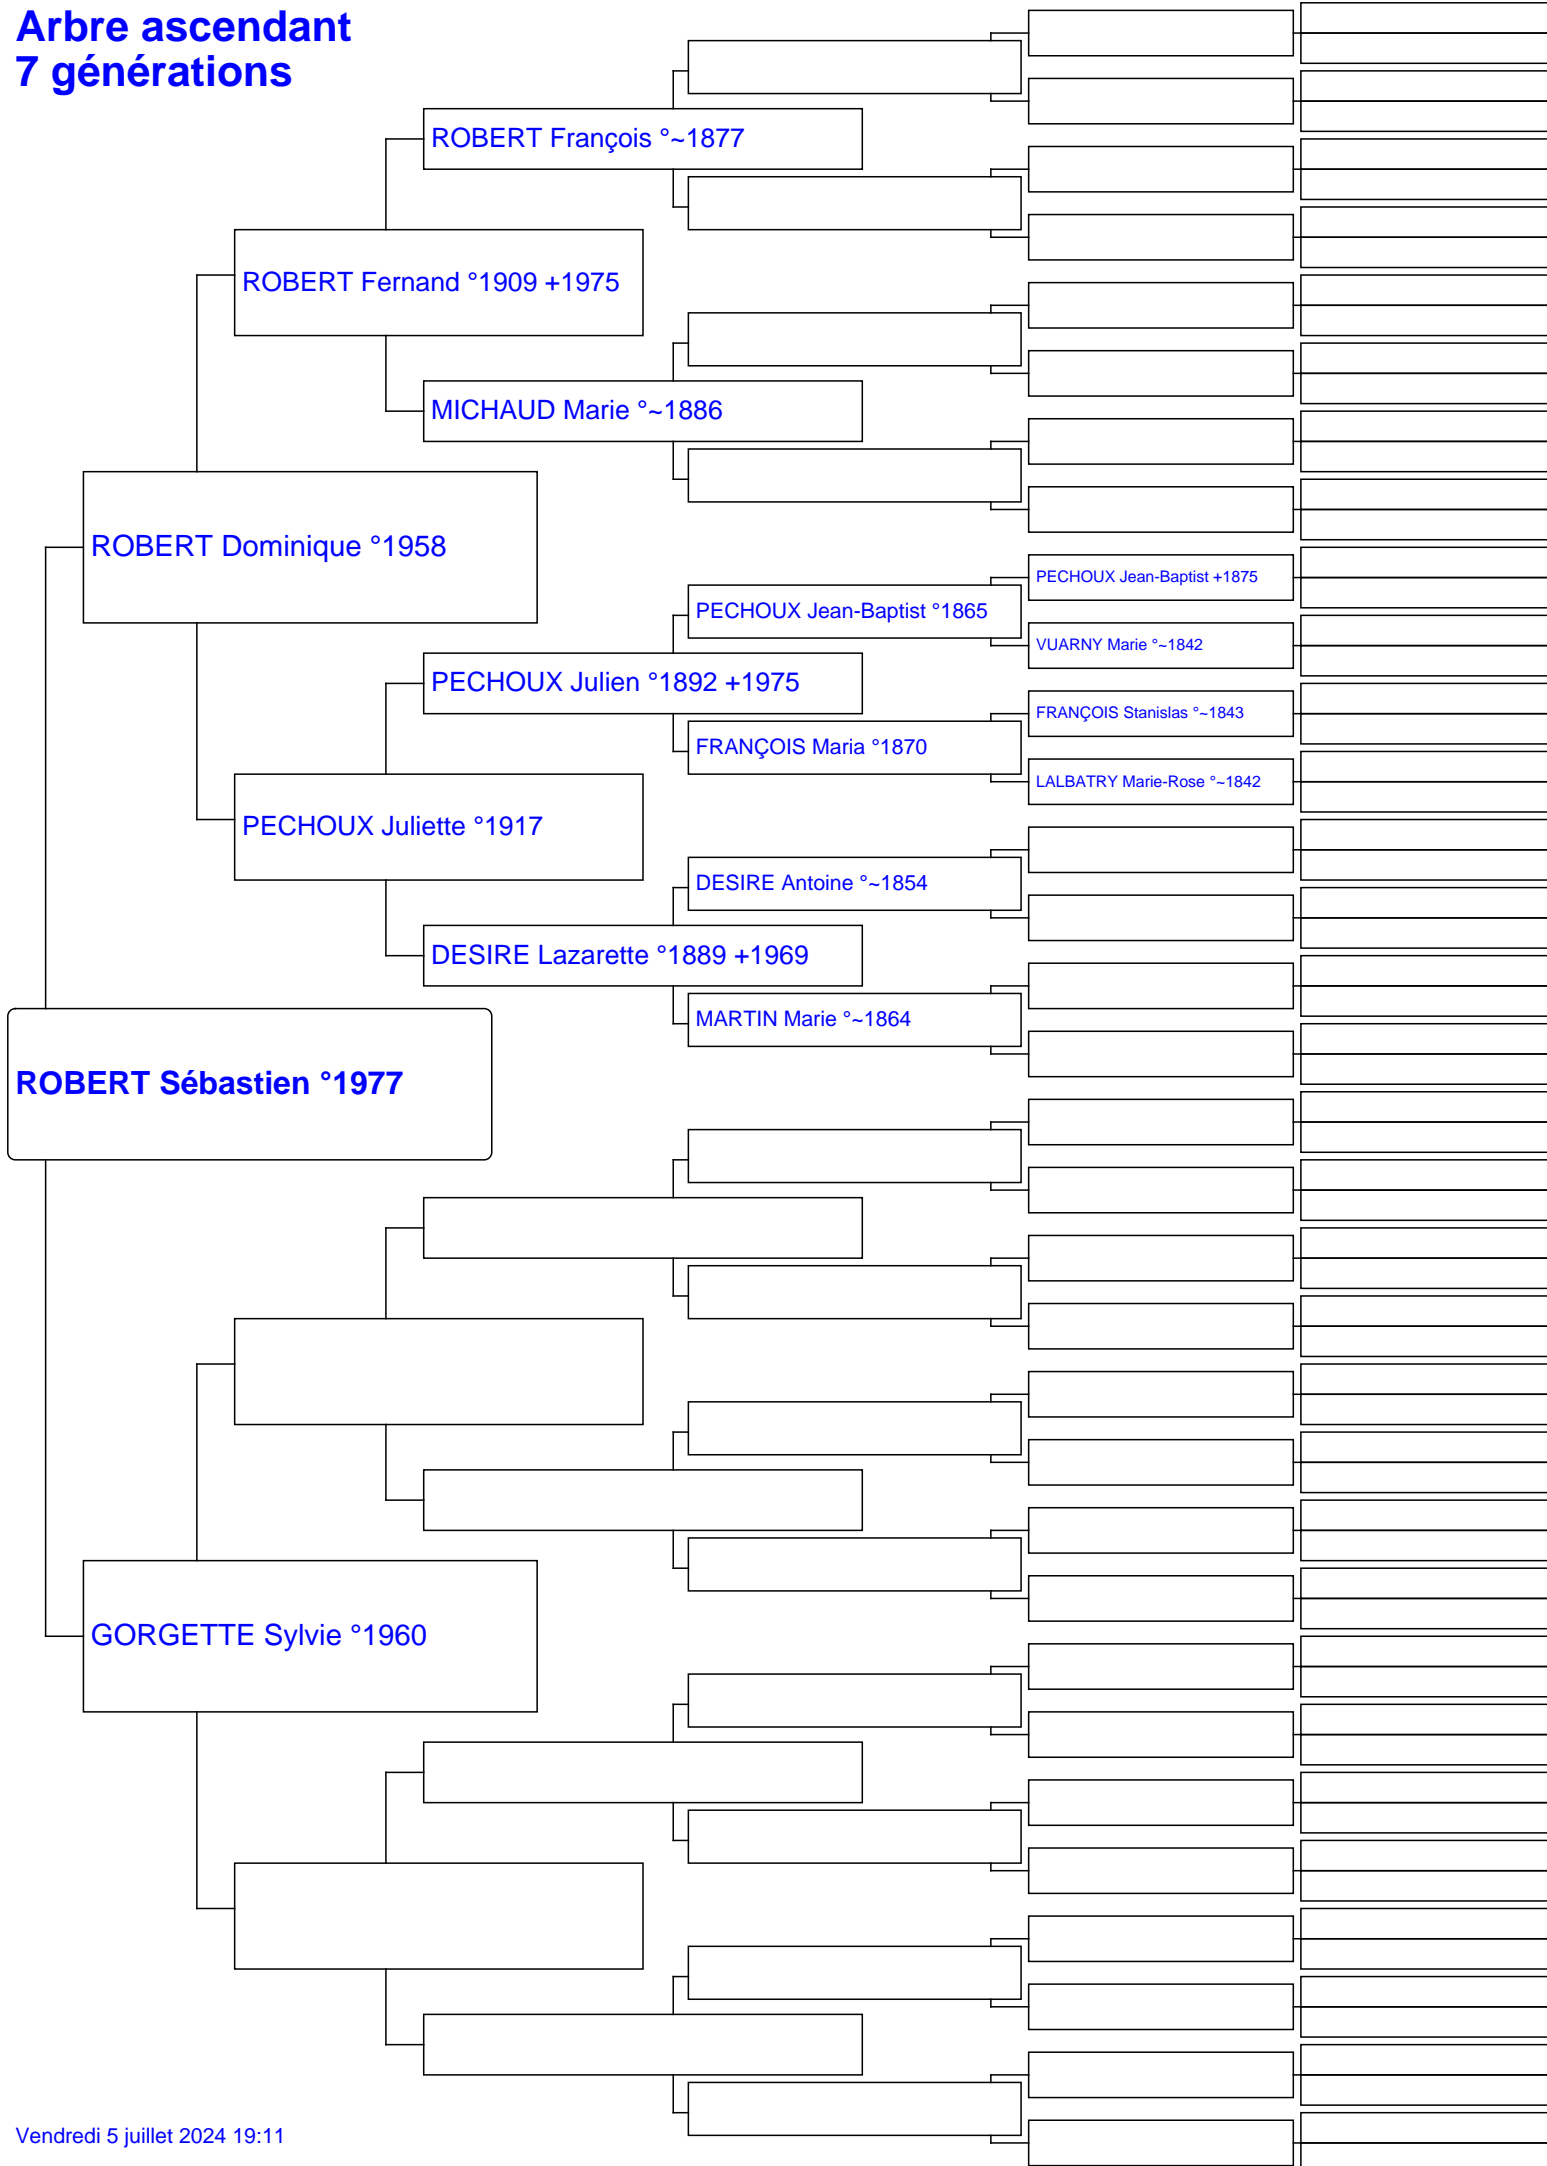 Arbre ascendant
7 générations
ROBERT François °~1877
ROBERT Fernand °1909 +1975
MICHAUD Marie °~1886
ROBERT Dominique °1958
PECHOUX Jean-Baptist +1875
PECHOUX Jean-Baptist °1865
VUARNY Marie °~1842
PECHOUX Julien °1892 +1975
FRANÇOIS Stanislas °~1843
FRANÇOIS Maria °1870
LALBATRY Marie-Rose °~1842
PECHOUX Juliette °1917
DESIRE Antoine °~1854
DESIRE Lazarette °1889 +1969
MARTIN Marie °~1864
ROBERT Sébastien °1977
GORGETTE Sylvie °1960
Vendredi 5 juillet 2024 19:11